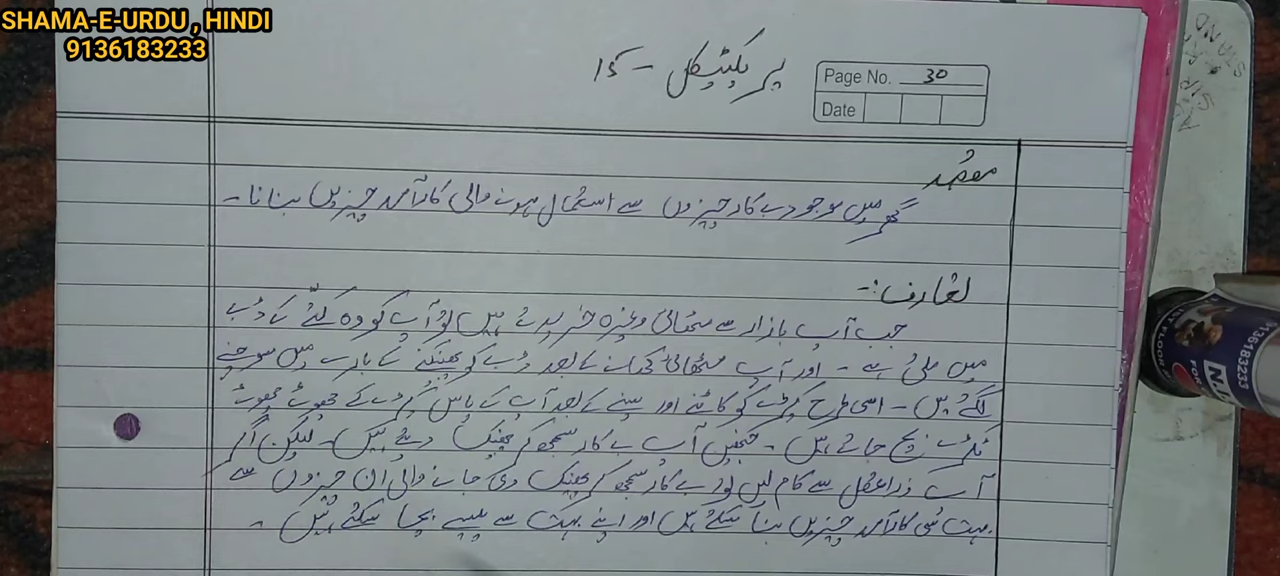 SHAMA-E-URDU , HINDI
9136183233
پریکٹیکل - 15
Page No. 30
Date
مقصد
گھر میں موجود بے کار چیزوں سے استعمال ہونے والی کارآمد چیزیں بنانا۔
تعارف:-
جب آپ بازار سے مٹھائی وغیرہ خریدتے ہیں تو آپ کو وہ گتّے کے ڈبے
میں ملتی ہے۔ اور آپ مٹھائی کھانے کے بعد ڈبے کو پھینکنے کے بارے میں سوچنے
لگتے ہیں۔ اسی طرح کپڑے کو کاٹنے اور سینے کے بعد آپ کے پاس کپڑے کے چھوٹے چھوٹے
ٹکڑے بچ جاتے ہیں۔ جنہیں آپ بے کار سمجھ کر پھینک دیتے ہیں۔ لیکن اگر
آپ ذرا عقل سے کام لیں تو بے کار سمجھ کر پھینک دی جانے والی ان چیزوں سے
بہت سی کارآمد چیزیں بنا سکتے ہیں اور اپنے بہت سے پیسے بچا سکتے ہیں۔